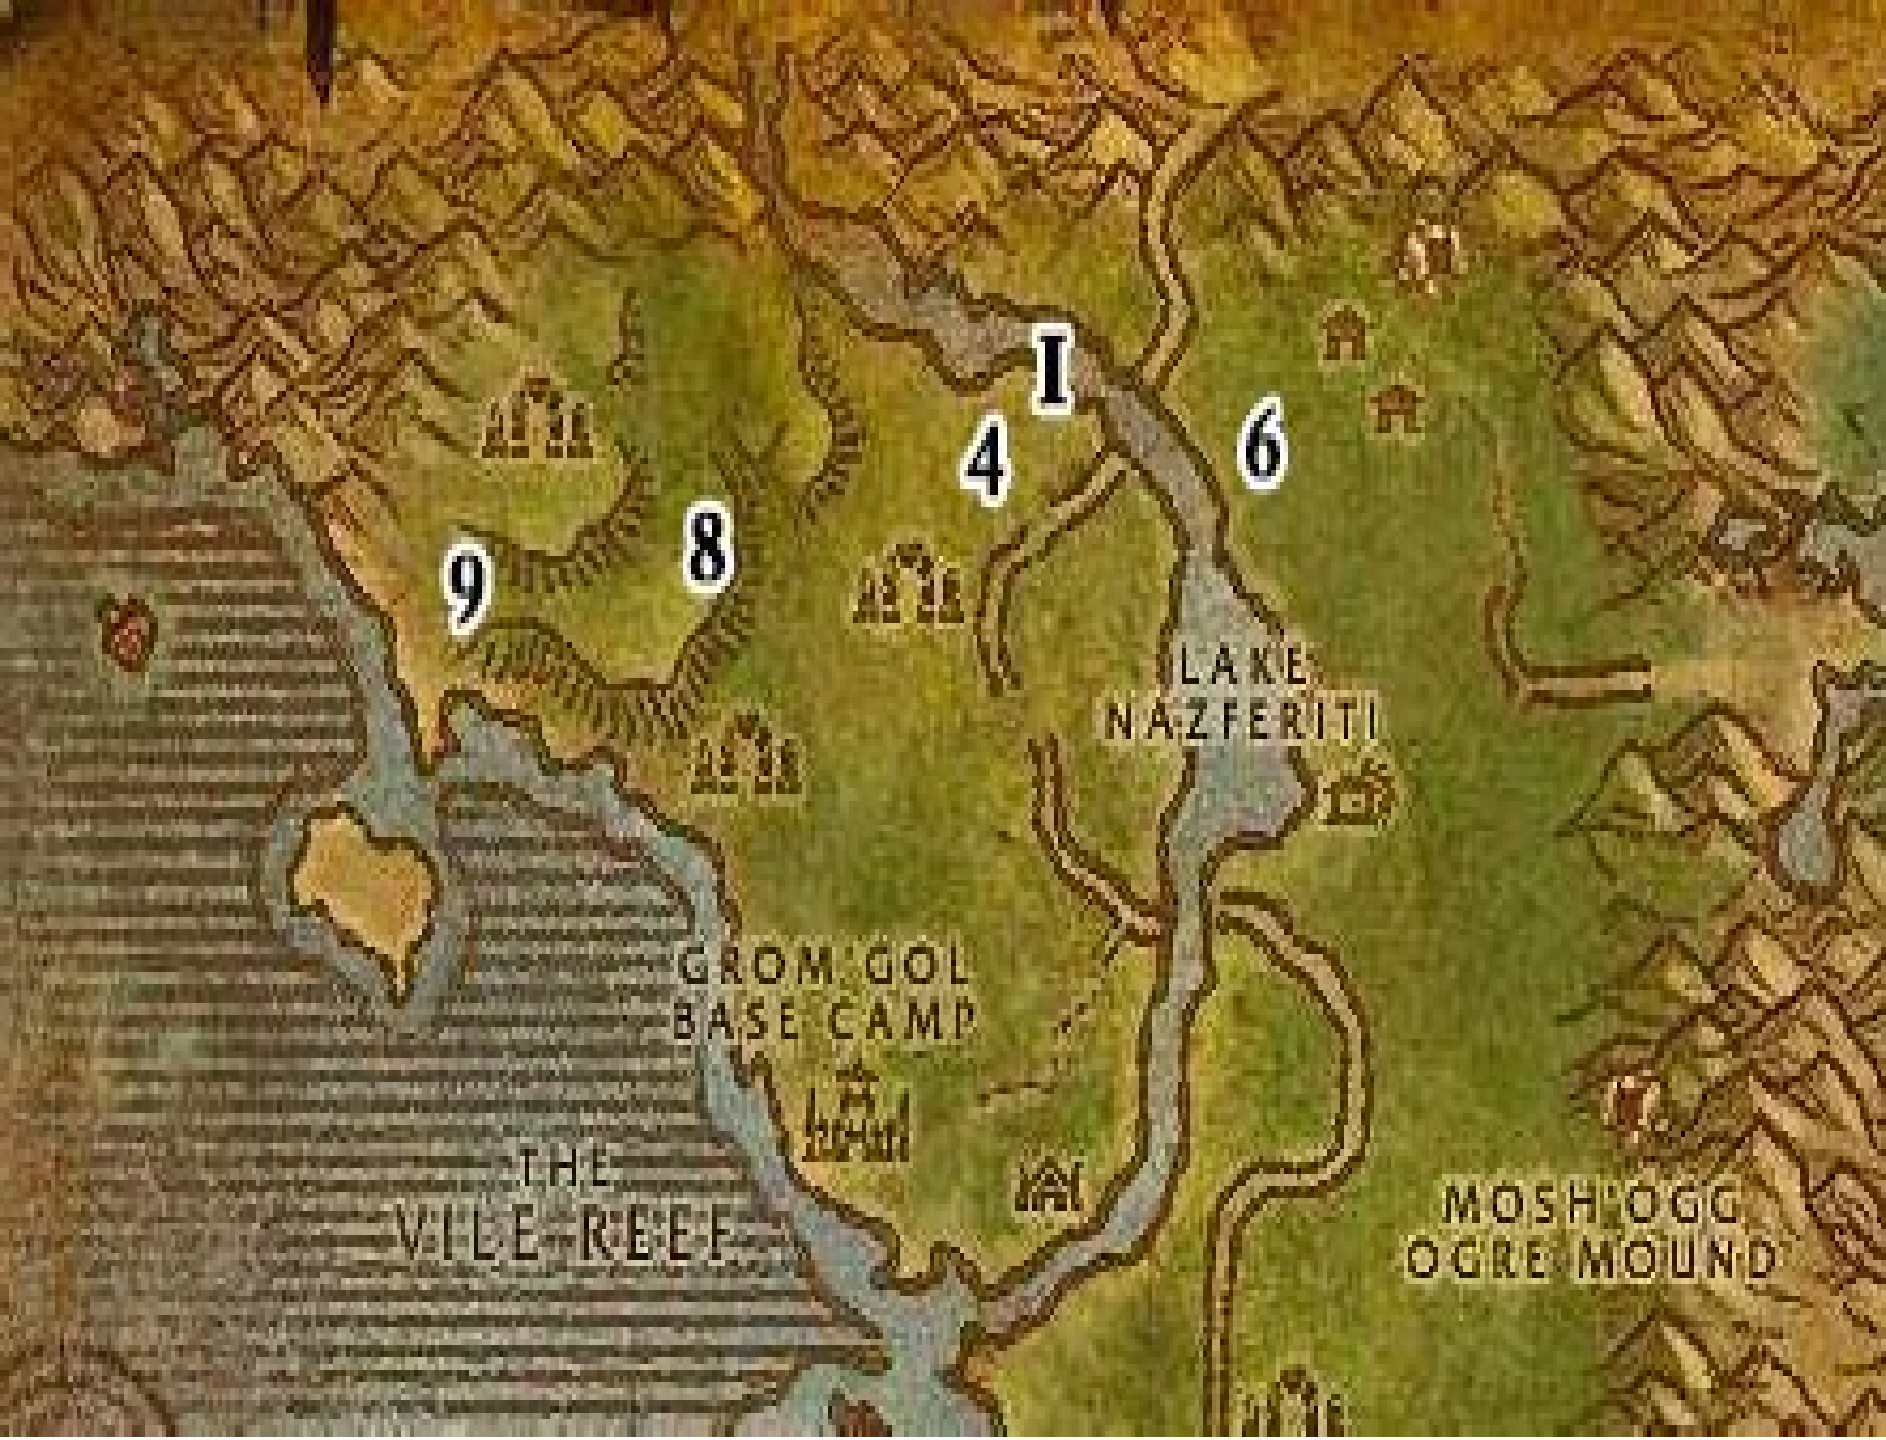 I
4
6
8
9
LAKE
NAZFERITI
GROM'GOL
BASE CAMP
THE
VILE REEF
MOSH'OGG
OGRE MOUND